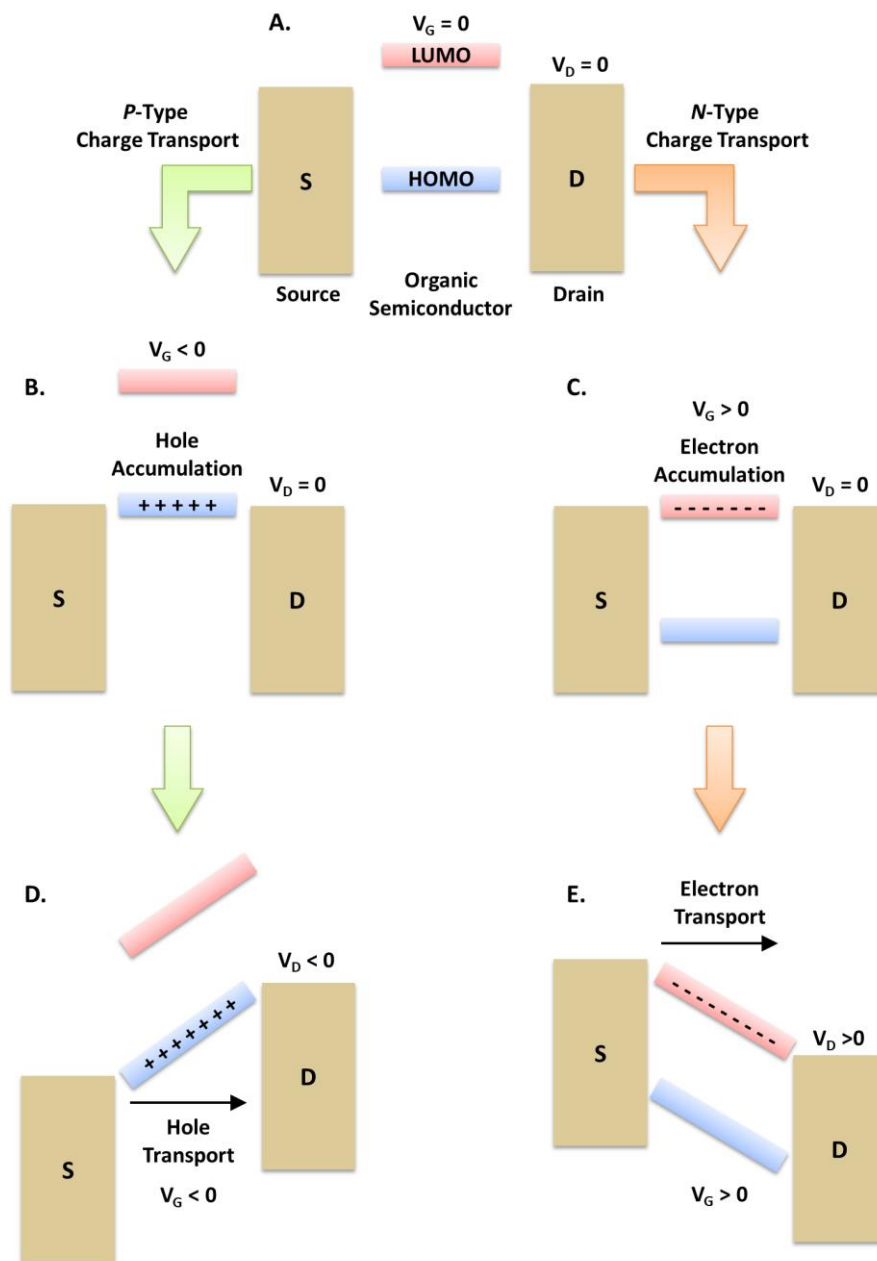 A.
V_G = 0
LUMO
V_D = 0
P-Type
Charge Transport
N-Type
Charge Transport
S
HOMO
D
Source
Organic
Semiconductor
Drain
B.
V_G < 0
Hole
Accumulation
V_D = 0
+ + + + +
S
D
C.
V_G > 0
Electron
Accumulation
V_D = 0
- - - - - - -
S
D
D.
V_D < 0
+ + + + + + +
D
S
Hole
Transport
V_G < 0
E.
Electron
Transport
- - - - - - - - -
S
V_D >0
D
V_G > 0